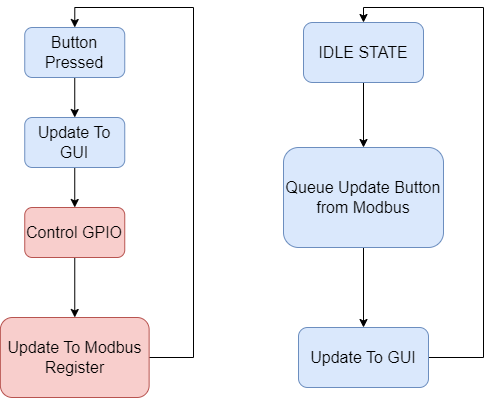 Button
Pressed
Update To
GUI
Control GPIO
Update To Modbus
Register
IDLE STATE
Queue Update Button
from Modbus
Update To GUI